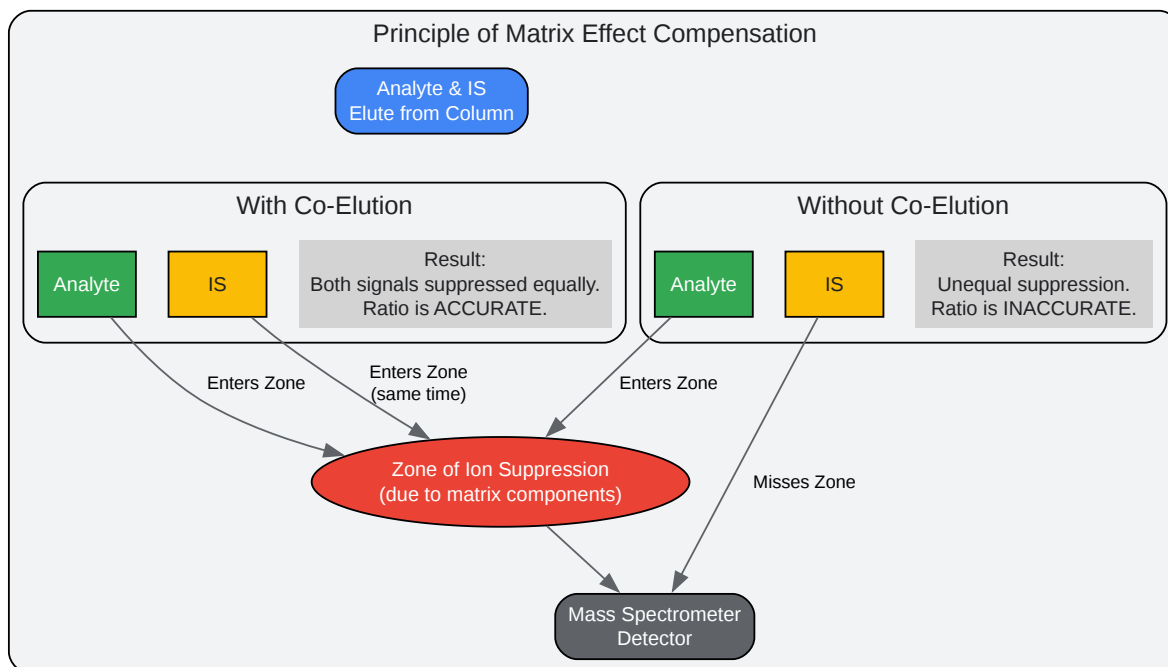 Principle of Matrix Effect Compensation
Analyte & IS
Elute from Column
With Co-Elution
Analyte
IS
Result:
Both signals suppressed equally.
Ratio is ACCURATE.
Without Co-Elution
Analyte
IS
Result:
Unequal suppression.
Ratio is INACCURATE.
Enters Zone
Enters Zone
(same time)
Enters Zone
Misses Zone
Zone of Ion Suppression
(due to matrix components)
Mass Spectrometer
Detector